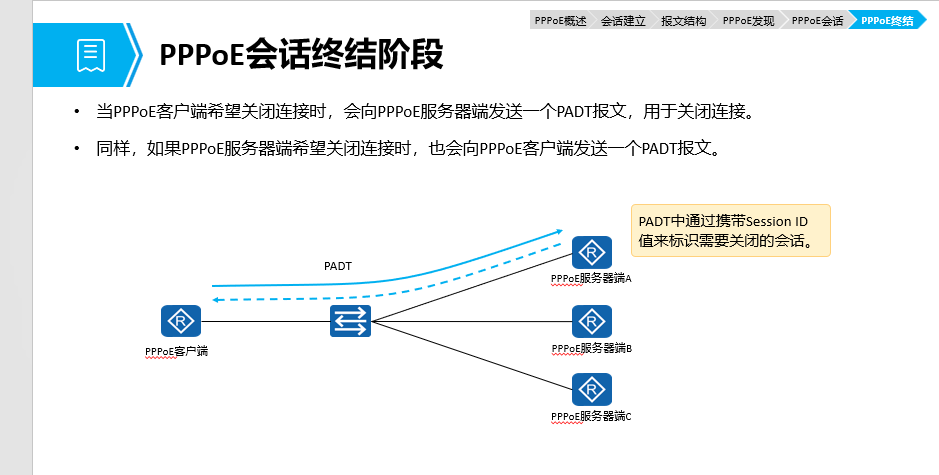 PPPoE概述
会话建立
报文结构
PPPoE发现
PPPoE会话
PPPoE终结
PPPoE会话终结阶段
• 当PPPoE客户端希望关闭连接时，会向PPPoE服务器端发送一个PADT报文，用于关闭连接。
• 同样，如果PPPoE服务器端希望关闭连接时，也会向PPPoE客户端发送一个PADT报文。
PADT中通过携带Session ID
值来标识需要关闭的会话。
PADT
R
PPPoE服务器端A
R
PPPoE客户端
R
PPPoE服务器端B
R
PPPoE服务器端C